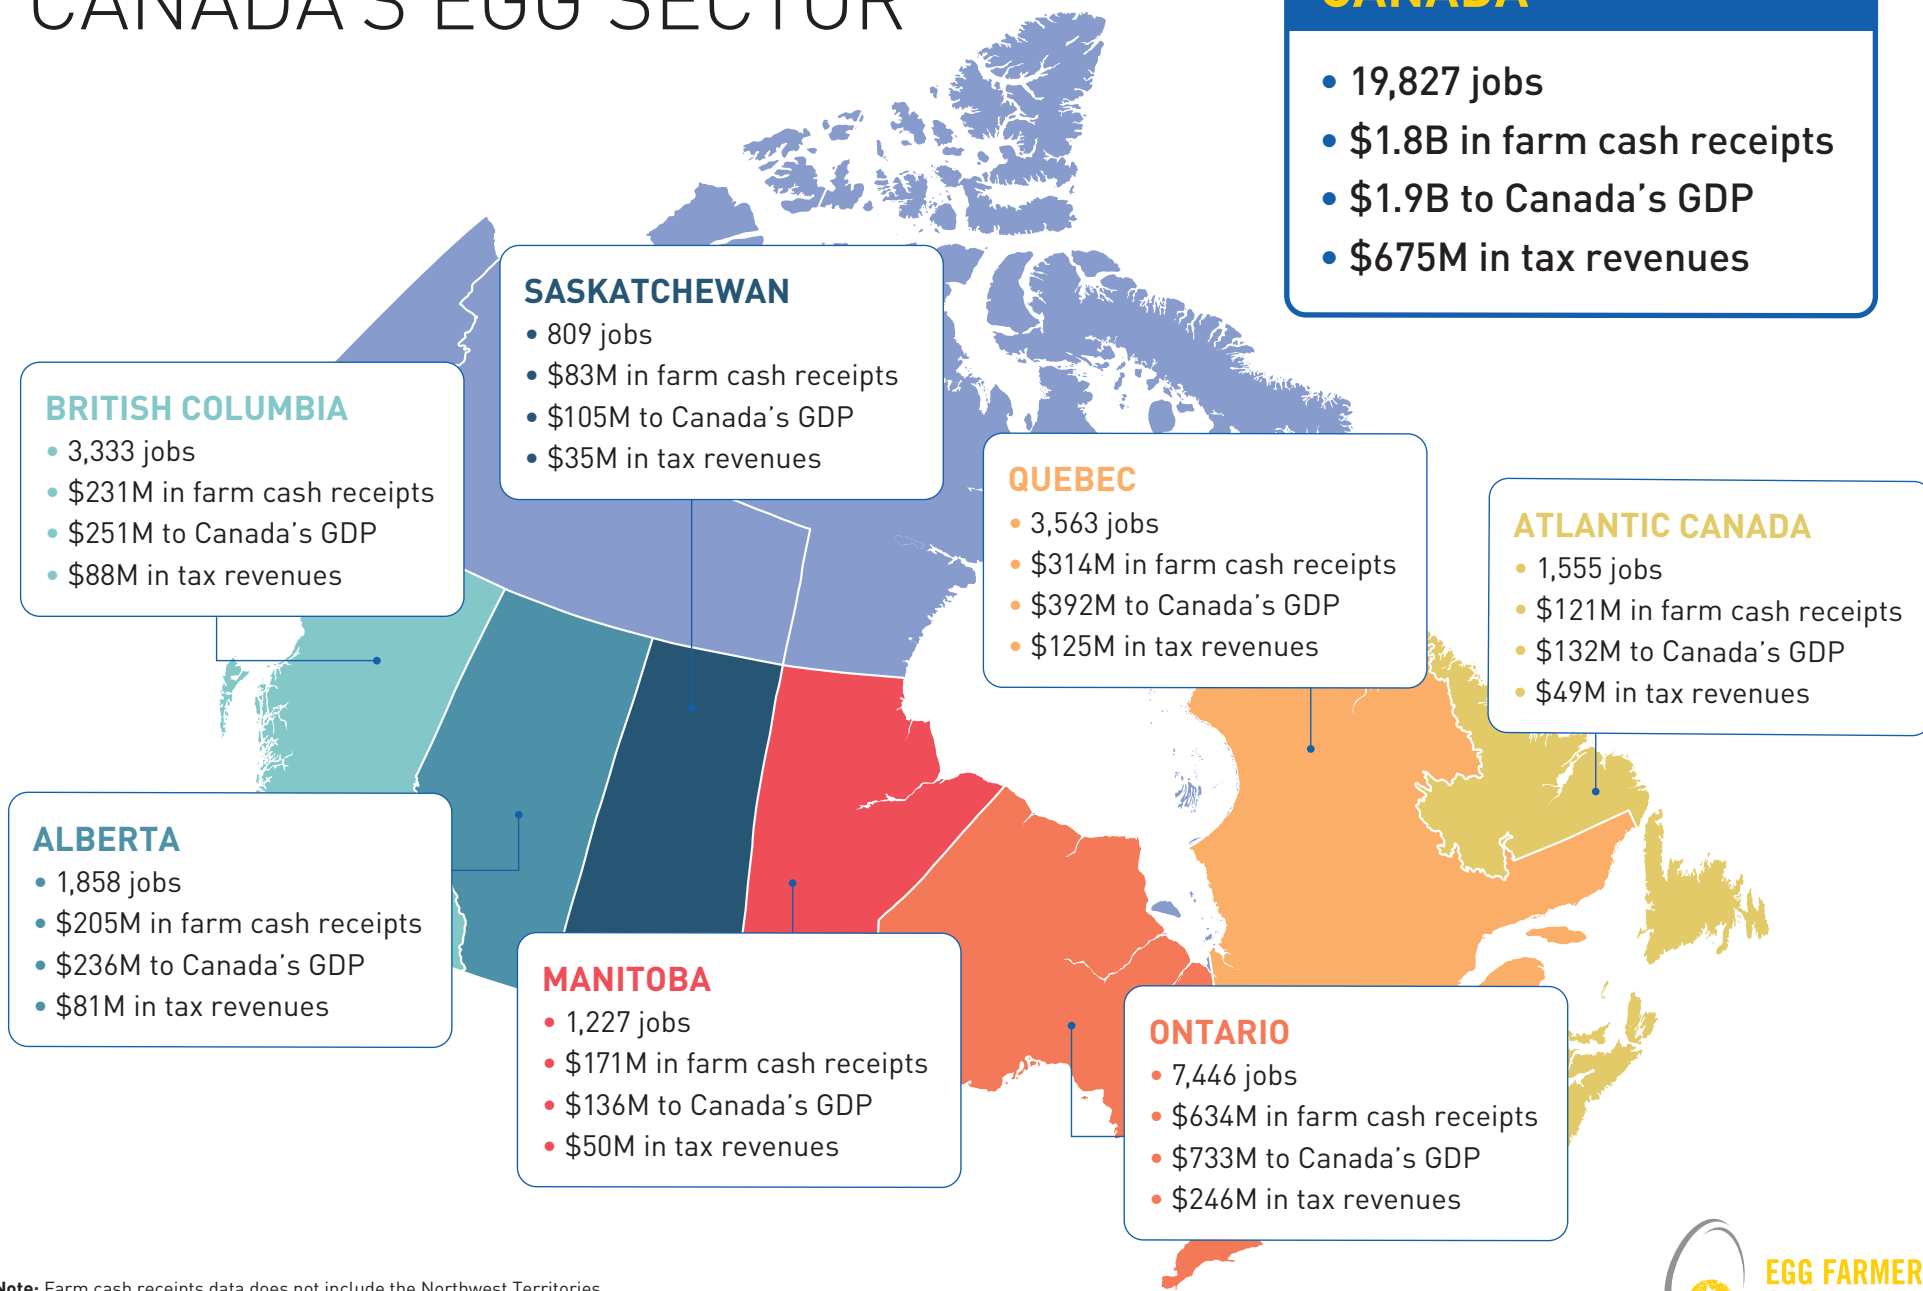 CANADA'S EGG SECTOR
CANADA
• 19,827 jobs
• $1.8B in farm cash receipts
• $1.9B to Canada's GDP
• $675M in tax revenues
SASKATCHEWAN
• 809 jobs
• $83M in farm cash receipts
• $105M to Canada's GDP
• $35M in tax revenues
BRITISH COLUMBIA
• 3,333 jobs
• $231M in farm cash receipts
• $251M to Canada's GDP
• $88M in tax revenues
QUEBEC
• 3,563 jobs
• $314M in farm cash receipts
• $392M to Canada's GDP
• $125M in tax revenues
ATLANTIC CANADA
• 1,555 jobs
• $121M in farm cash receipts
• $132M to Canada's GDP
• $49M in tax revenues
ALBERTA
• 1,858 jobs
• $205M in farm cash receipts
• $236M to Canada's GDP
• $81M in tax revenues
MANITOBA
• 1,227 jobs
• $171M in farm cash receipts
• $136M to Canada's GDP
• $50M in tax revenues
ONTARIO
• 7,446 jobs
• $634M in farm cash receipts
• $733M to Canada's GDP
• $246M in tax revenues
Note: Farm cash receipts data does not include the Northwest Territories
EGG FARMER